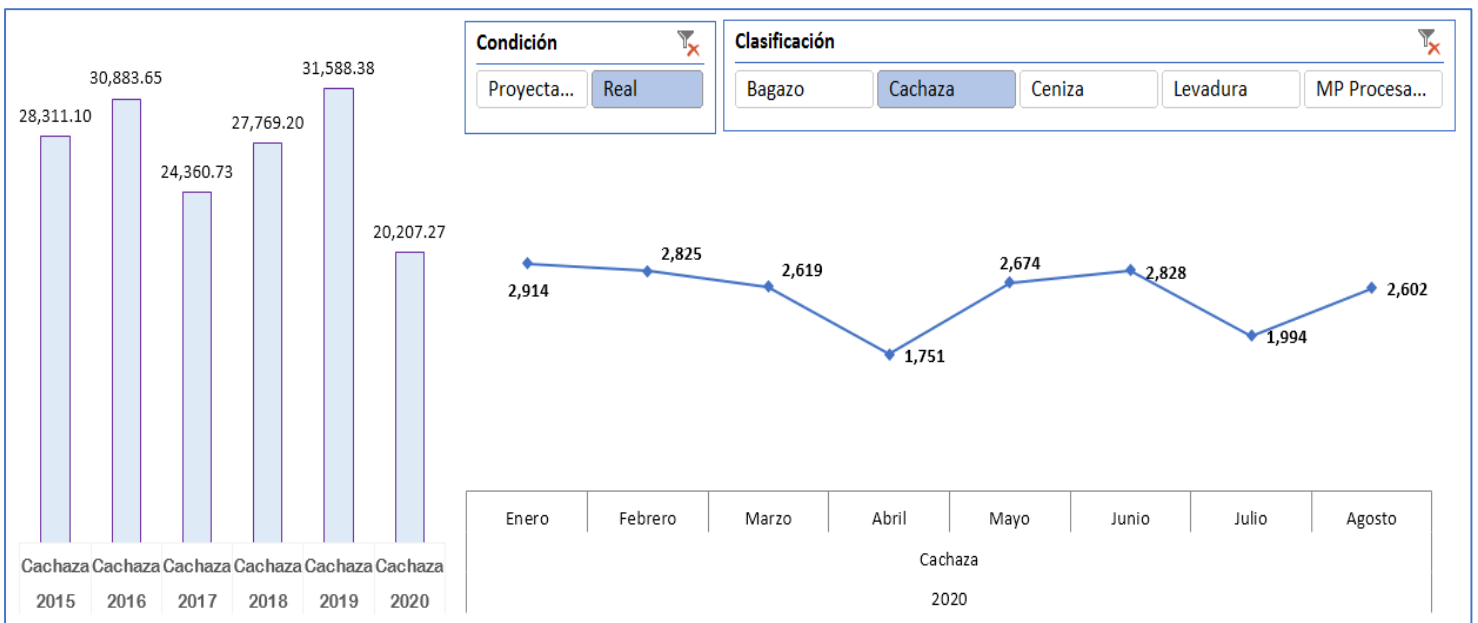 28,311.10
30,883.65
24,360.73
27,769.20
31,588.38
20,207.27
Cachaza Cachaza Cachaza Cachaza Cachaza Cachaza
2015 2016 2017 2018 2019 2020
Condición
Proyecta... Real
Clasificación
Bagazo Cachaza Ceniza Levadura MP Procesa...
2,914
2,825
2,619
1,751
2,674
2,828
1,994
2,602
Enero Febrero Marzo Abril Mayo Junio Julio Agosto
Cachaza
2020